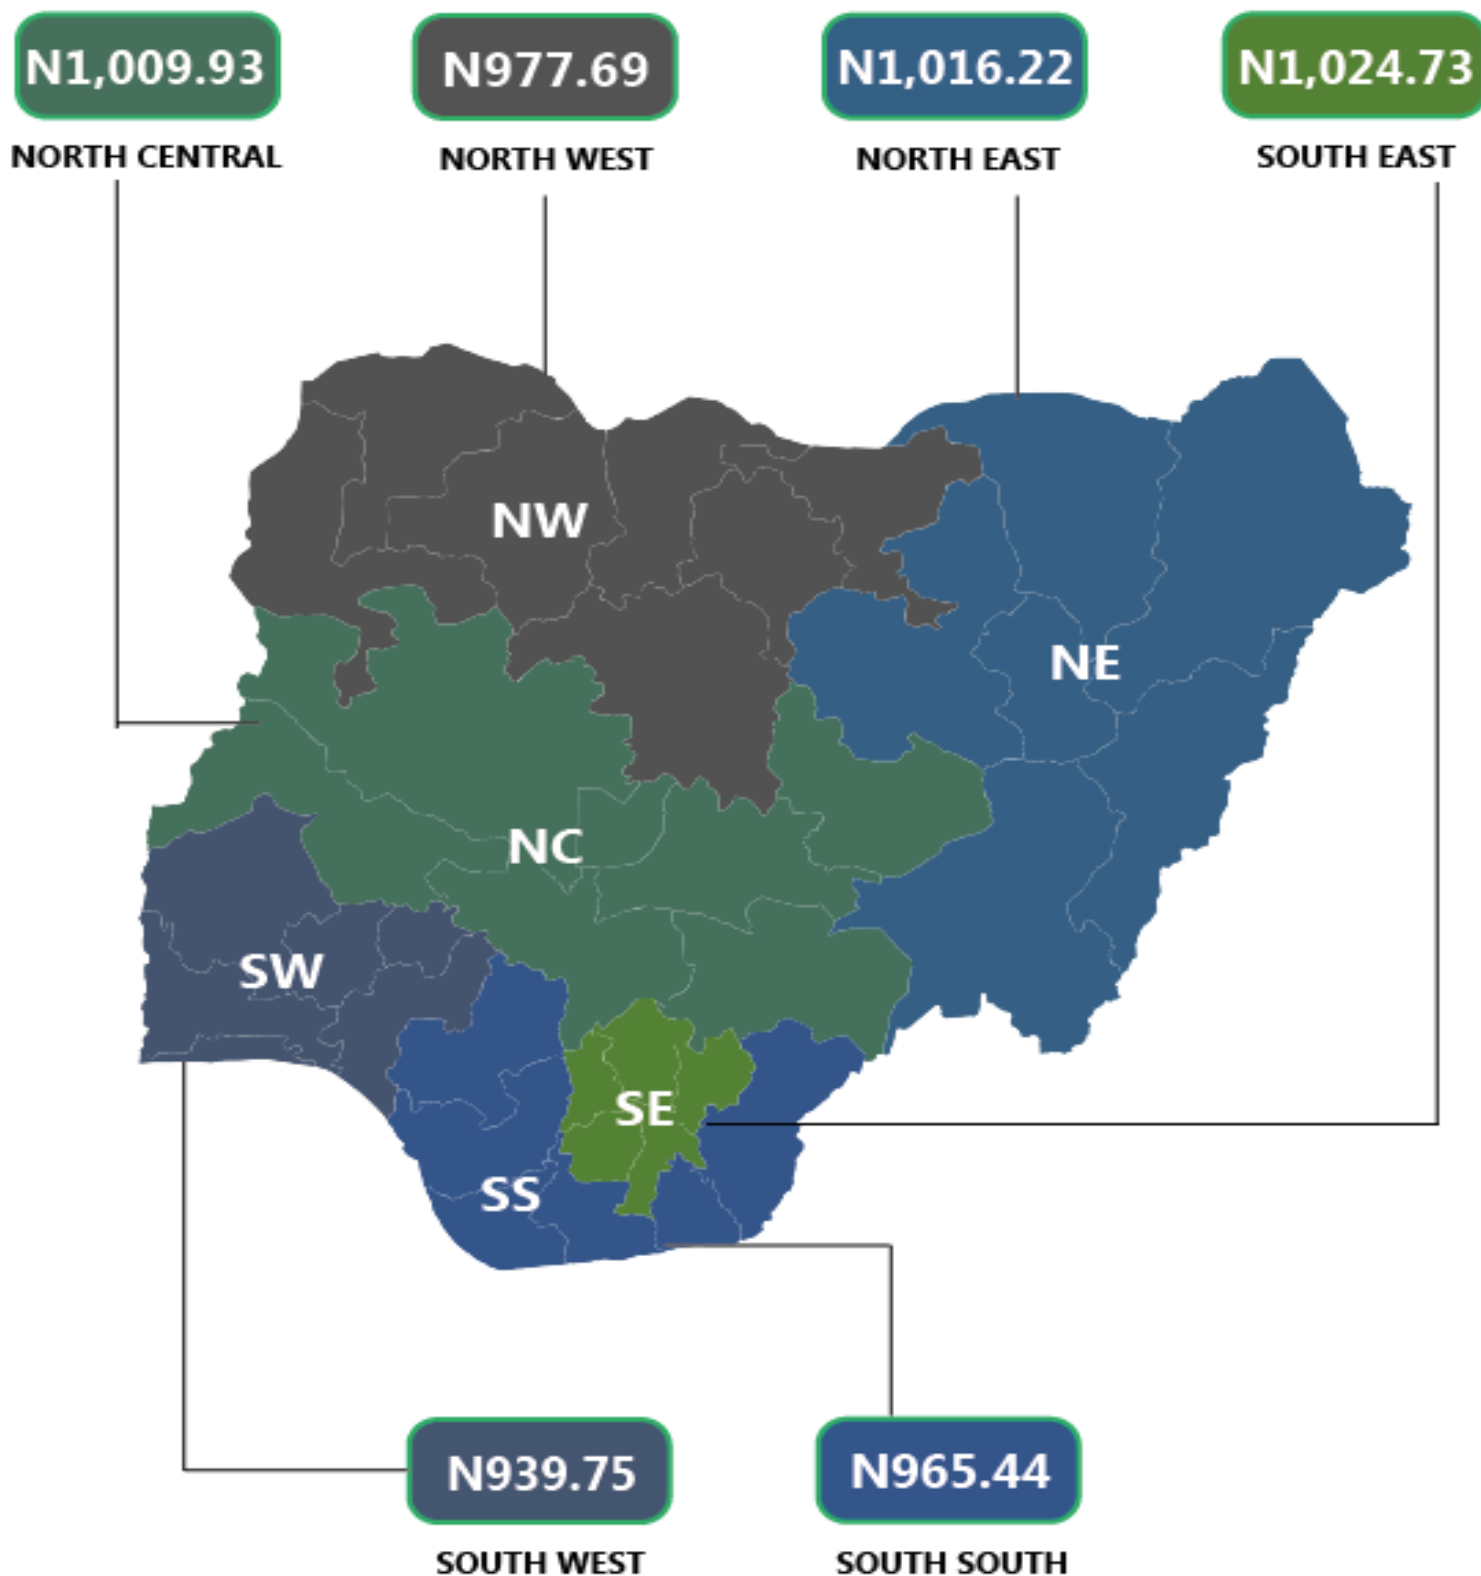 N1,009.93
NORTH CENTRAL
N977.69
NORTH WEST
N1,016.22
NORTH EAST
N1,024.73
SOUTH EAST
NW
NE
NC
SW
SE
SS
N939.75
SOUTH WEST
N965.44
SOUTH SOUTH